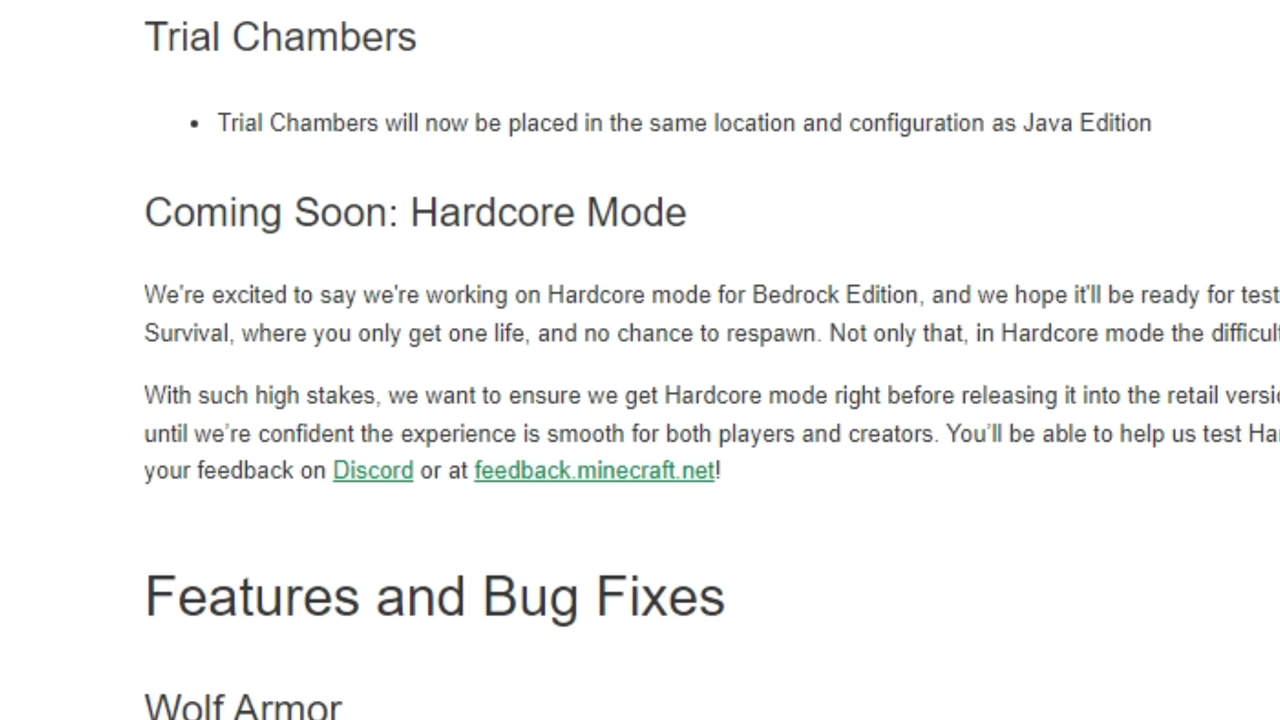 Trial Chambers
• Trial Chambers will now be placed in the same location and configuration as Java Edition
Coming Soon: Hardcore Mode
We're excited to say we're working on Hardcore mode for Bedrock Edition, and we hope it'll be ready for test
Survival, where you only get one life, and no chance to respawn. Not only that, in Hardcore mode the
With such high stakes, we want to ensure we get Hardcore mode right before releasing it into the retail
until we’re confident the experience is smooth for both players and creators. You’ll be able to help us test
your feedback on Discord or at feedback.minecraft.net!
Features and Bug Fixes
Wolf Armor